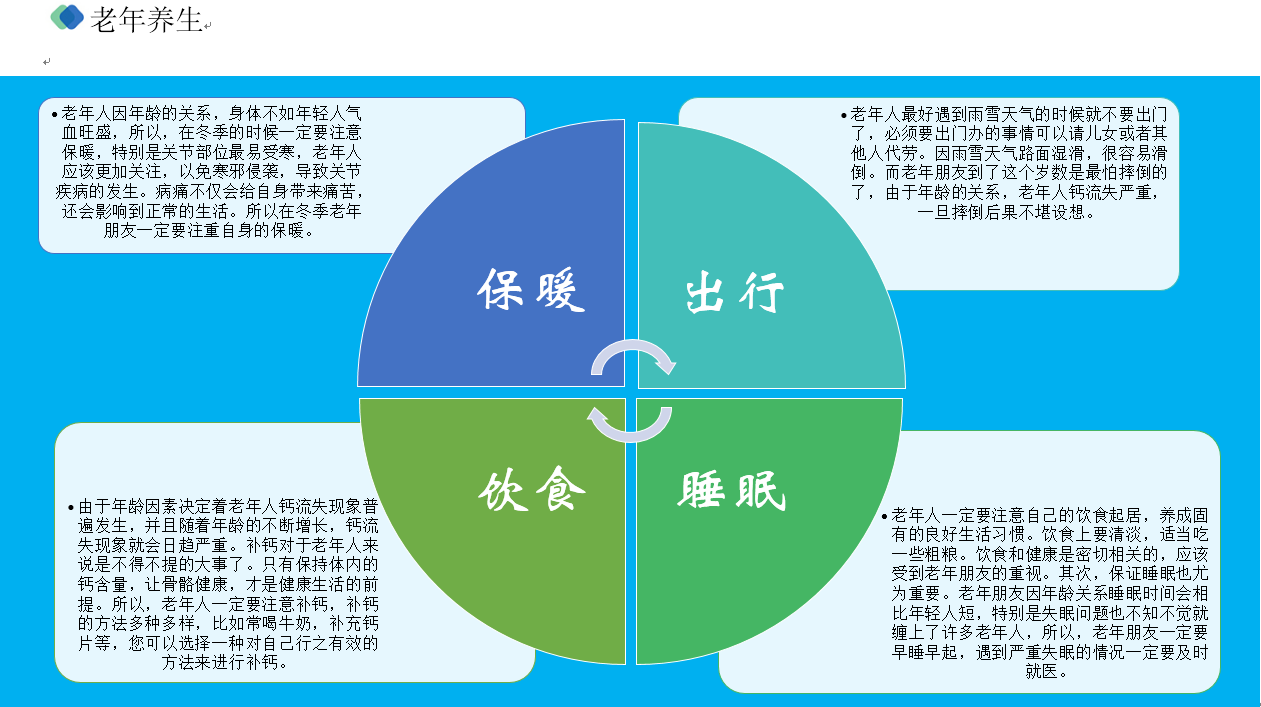 老年养生
老年人因年龄的关系，身体不如年轻人气
血旺盛，所以，在冬季的时候一定要注意
保暖，特别是关节部位最易受寒，老年人
应该更加关注，以免寒邪侵袭，导致关节
疾病的发生。病痛不仅会给自身带来痛苦，
还会影响到正常的生活。所以在冬季老年
朋友一定要注重自身的保暖。
老年人最好遇到雨雪天气的时候就不要出门
了，必须要出门办的事情可以请儿女或者其
他人代劳。因雨雪天气路面湿滑，很容易滑
倒。而老年朋友到了这个岁数是最怕摔倒的
了，由于年龄的关系，老年人钙流失严重，
一旦摔倒后果不堪设想。
保暖
出行
饮食
睡眠
由于年龄因素决定着老年人钙流失现象普
遍发生，并且随着年龄的不断增长，钙流
失现象就会日趋严重。补钙对于老年人来
说是不得不提的大事了。只有保持体内的
钙含量，让骨骼健康，才是健康生活的前
提。所以，老年人一定要注意补钙，补钙
的方法多种多样，比如常喝牛奶，补充钙
片等，您可以选择一种对自己行之有效的
方法来进行补钙。
老年人一定要注意自己的饮食起居，养成固
有的良好生活习惯。饮食上要清淡，适当吃
一些粗粮。饮食和健康是密切相关的，应该
受到老年朋友的重视。其次，保证睡眠也尤
为重要。老年朋友因年龄关系睡眠时间会相
比年轻人短，特别是失眠问题也不知不觉就
缠上了许多老年人，所以，老年朋友一定要
早睡早起，遇到严重失眠的情况一定要及时
就医。